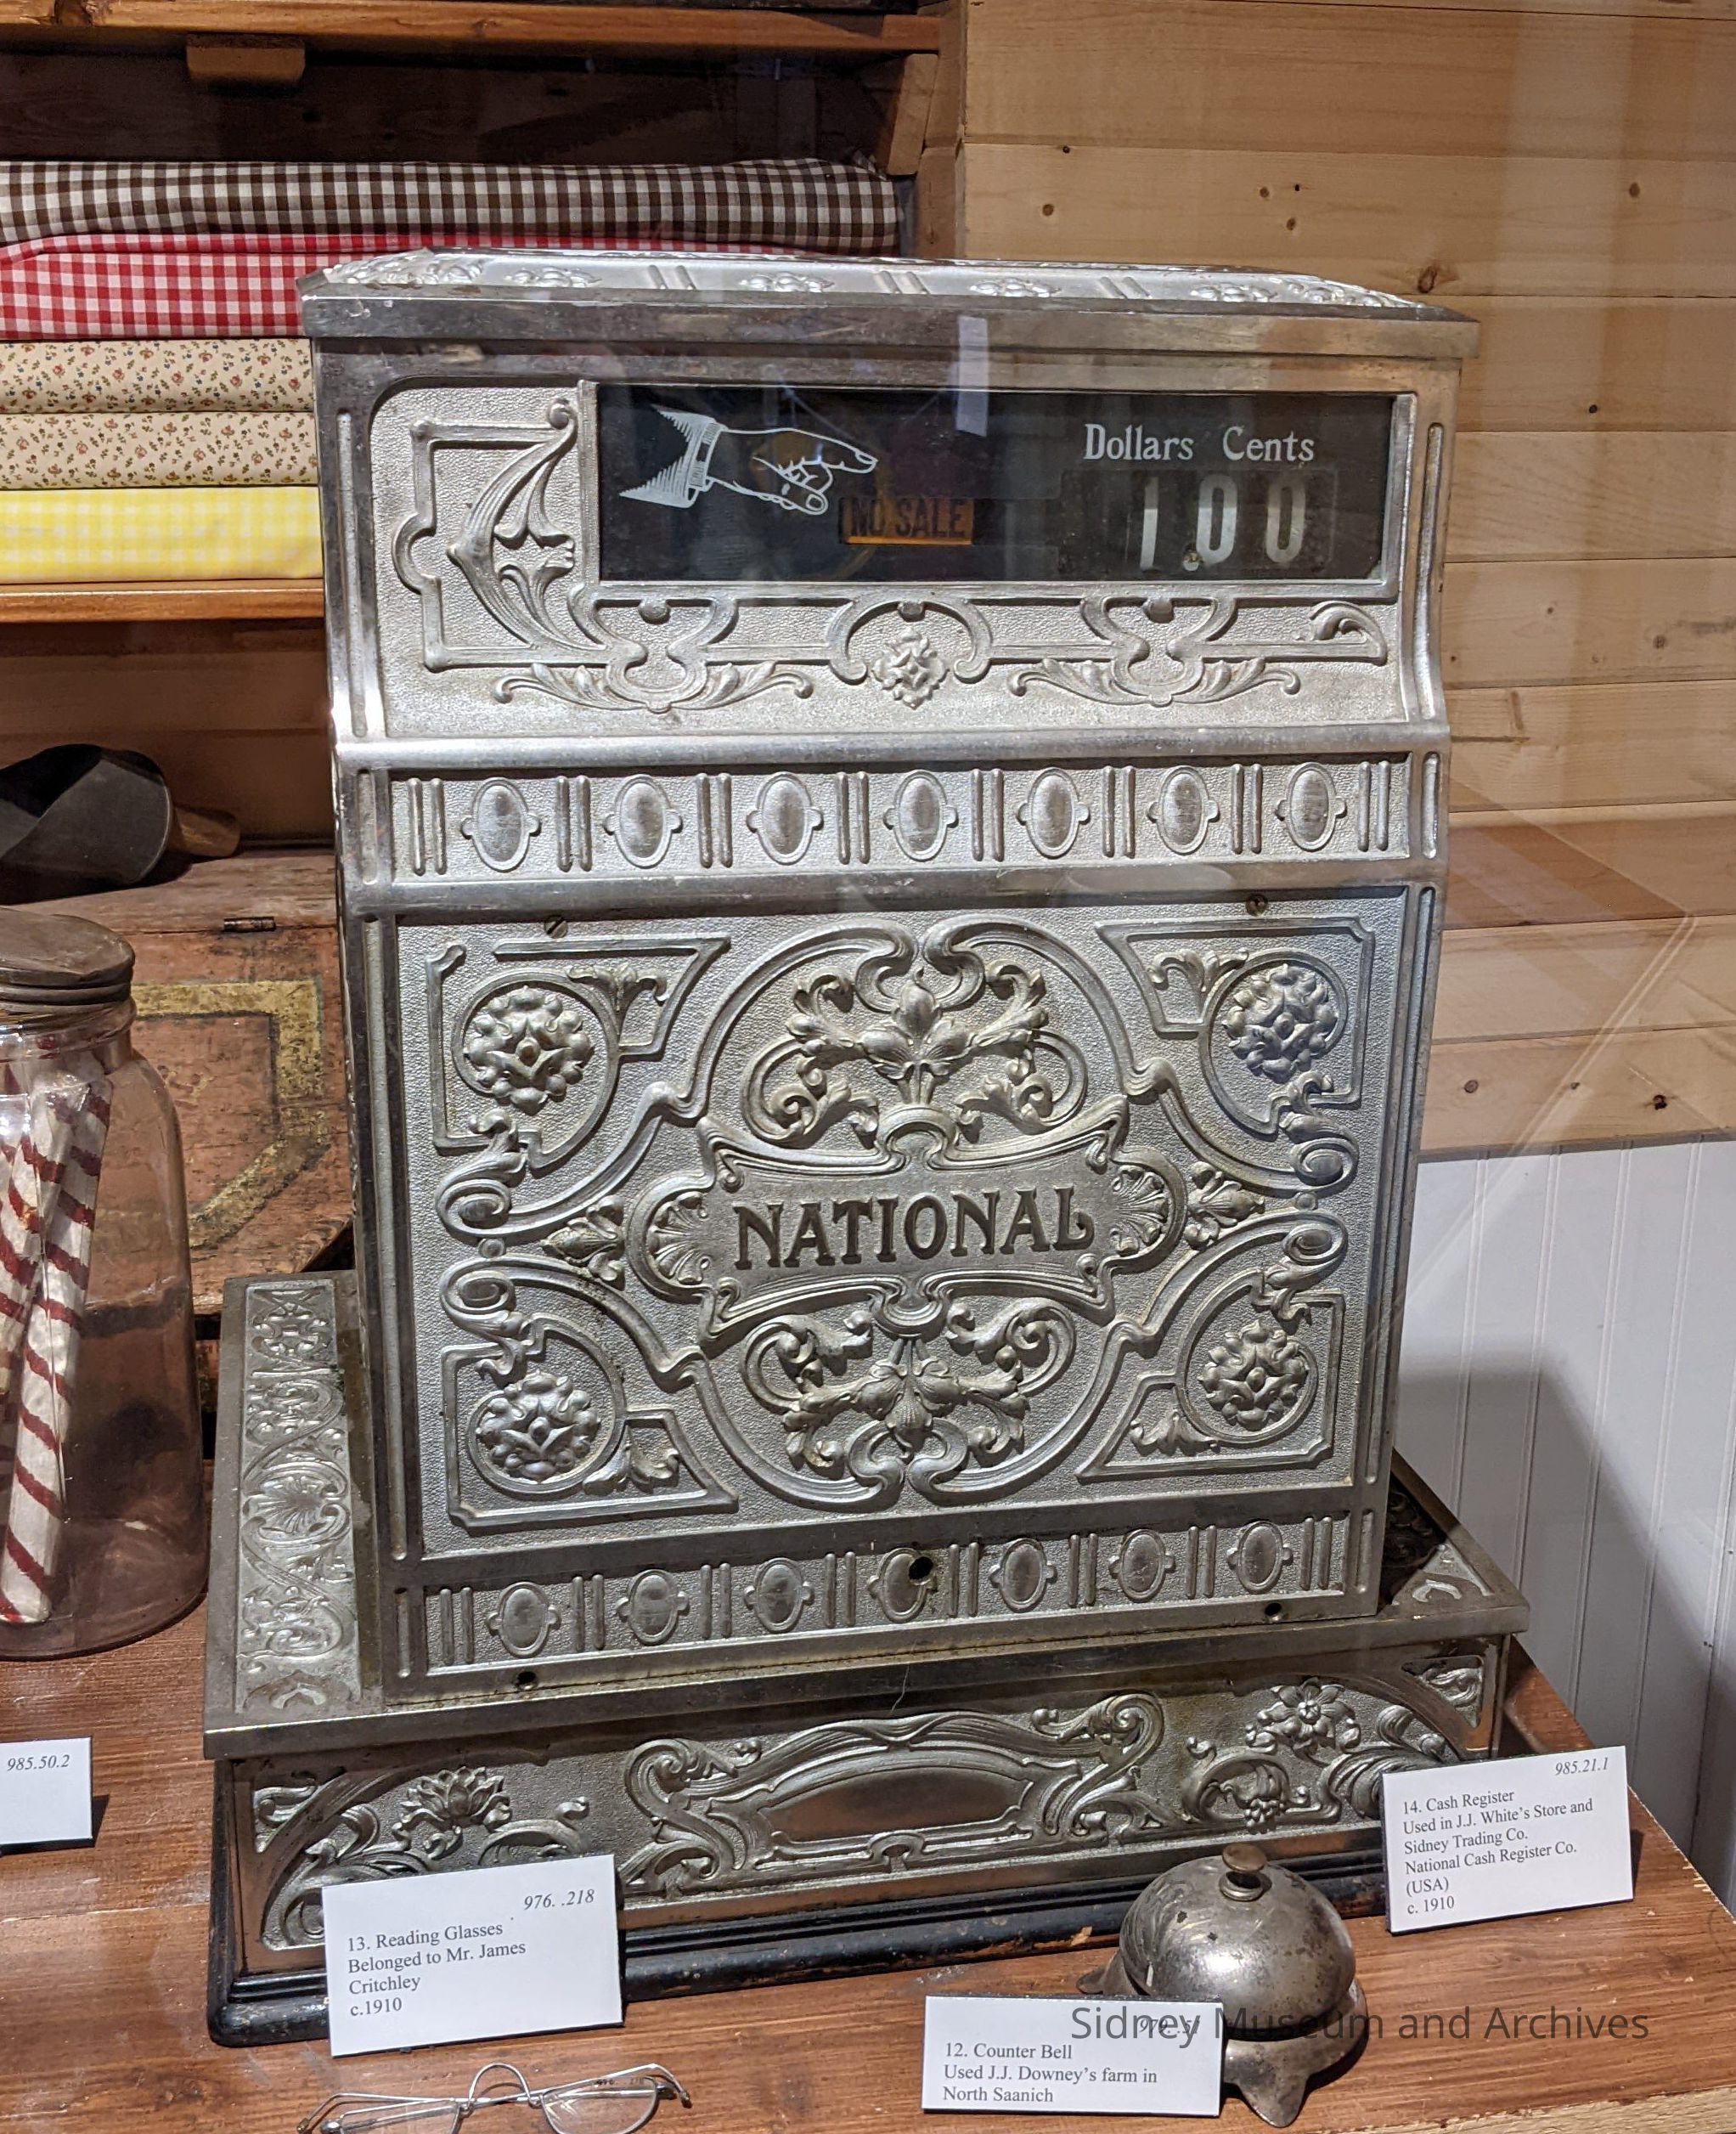 Dollars Cents
NO SALE
1.00
NATIONAL
985.50.2
985.21.1
14. Cash Register
Used in J.J. White's Store and
Sidney Trading Co.
National Cash Register Co.
(USA)
c. 1910
976. .218
13. Reading Glasses
Belonged to Mr. James
Critchley
c.1910
12. Counter Bell
Used J.J. Downey's farm in
North Saanich
Sidney Museum and Archives